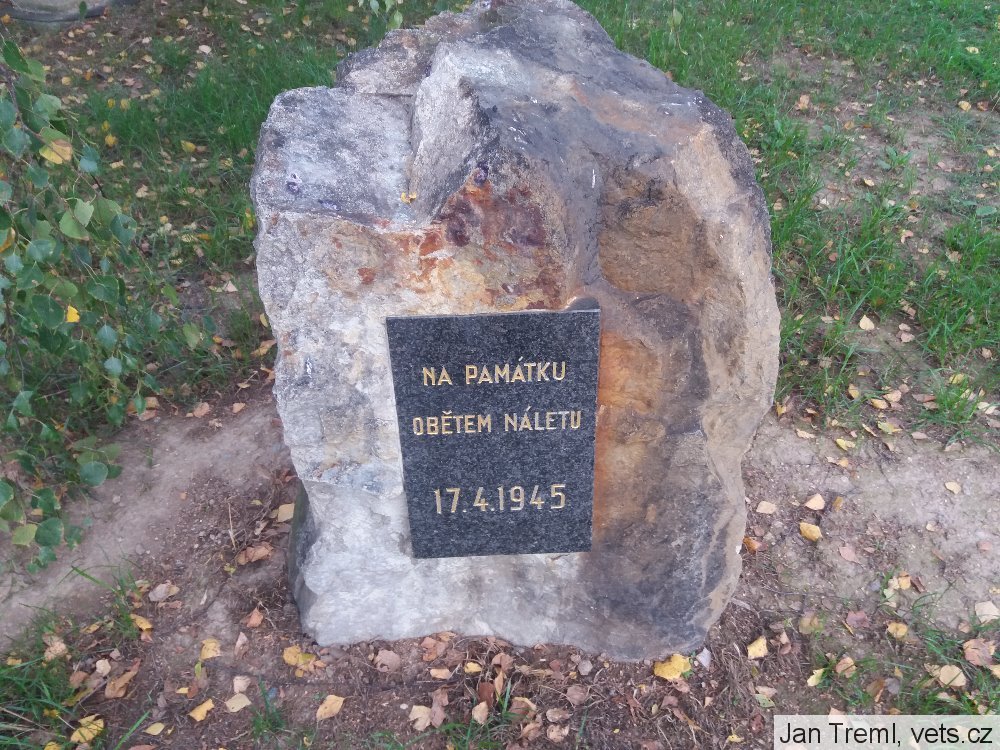 NA PAMÁTKU
OBĚTEM NÁLETU
17.4.1945
Jan Treml, vets.cz